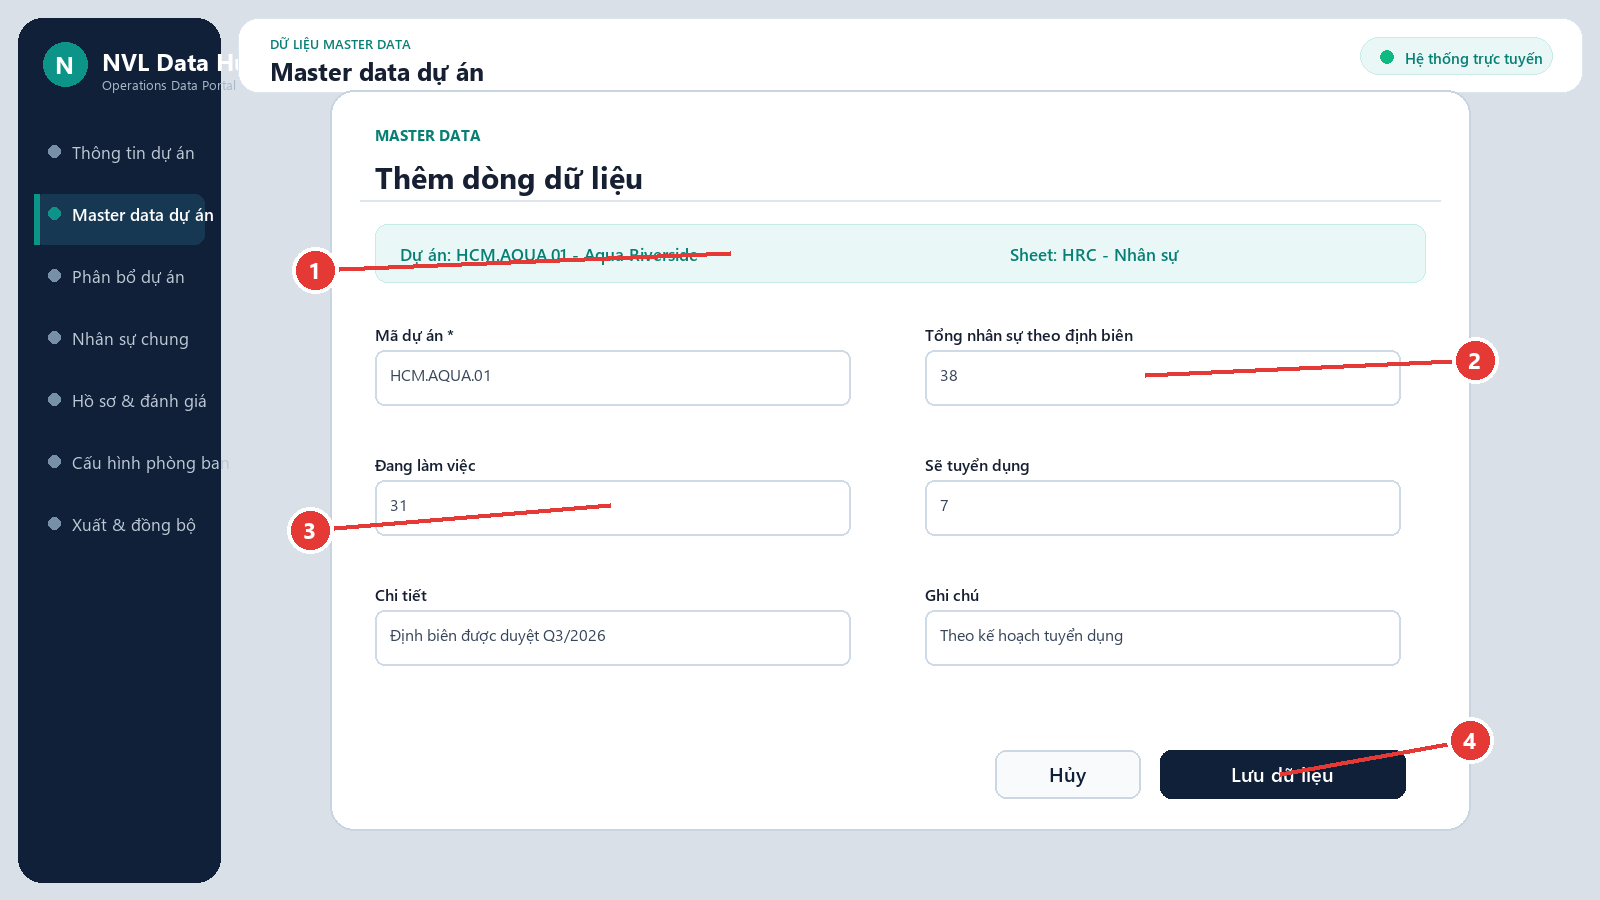 N
NVL Data Hu
Operations Data Portal
Thông tin dự án
Master data dự án
Phân bổ dự án
Nhân sự chung
Hồ sơ & đánh giá
Cấu hình phòng ban
Xuất & đồng bộ
DỮ LIỆU MASTER DATA
Master data dự án
Hệ thống trực tuyến
MASTER DATA
Thêm dòng dữ liệu
1
Dự án: HCM.AQUA.01 - Aqua Riverside
Sheet: HRC - Nhân sự
Mã dự án *
HCM.AQUA.01
Tổng nhân sự theo định biên
38
2
Đang làm việc
31
3
Sẽ tuyển dụng
7
Chi tiết
Định biên được duyệt Q3/2026
Ghi chú
Theo kế hoạch tuyển dụng
Hủy
Lưu dữ liệu
4